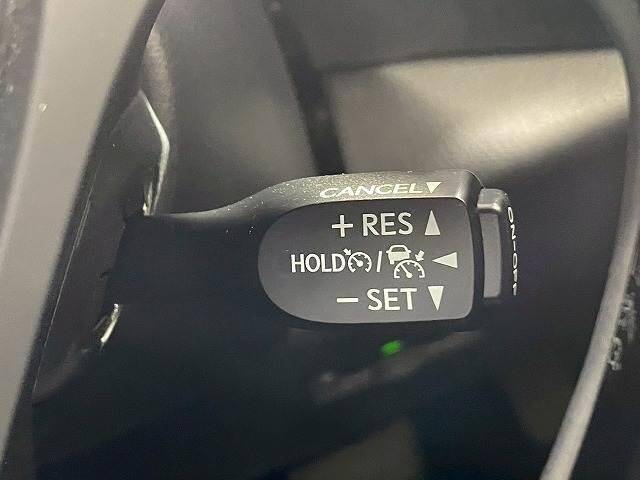 CANCEL▼
+ RES ▲
HOLD / ◄
− SET ▼
ON-OFF